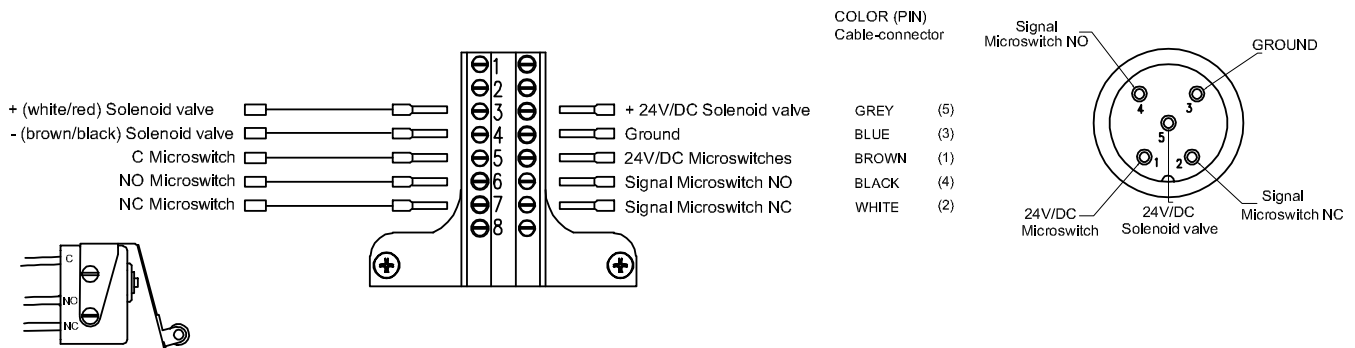 COLOR (PIN)
Cable-connector
1
2
+ (white/red) Solenoid valve 3 + 24V/DC Solenoid valve GREY (5)
- (brown/black) Solenoid valve 4 Ground BLUE (3)
C Microswitch 5 24V/DC Microswitches BROWN (1)
NO Microswitch 6 Signal Microswitch NO BLACK (4)
NC Microswitch 7 Signal Microswitch NC WHITE (2)
8
C
NO
NC
Signal
Microswitch NO
GROUND
4
3
5
1
2
24V/DC
Microswitch
24V/DC
Solenoid valve
Signal
Microswitch NC